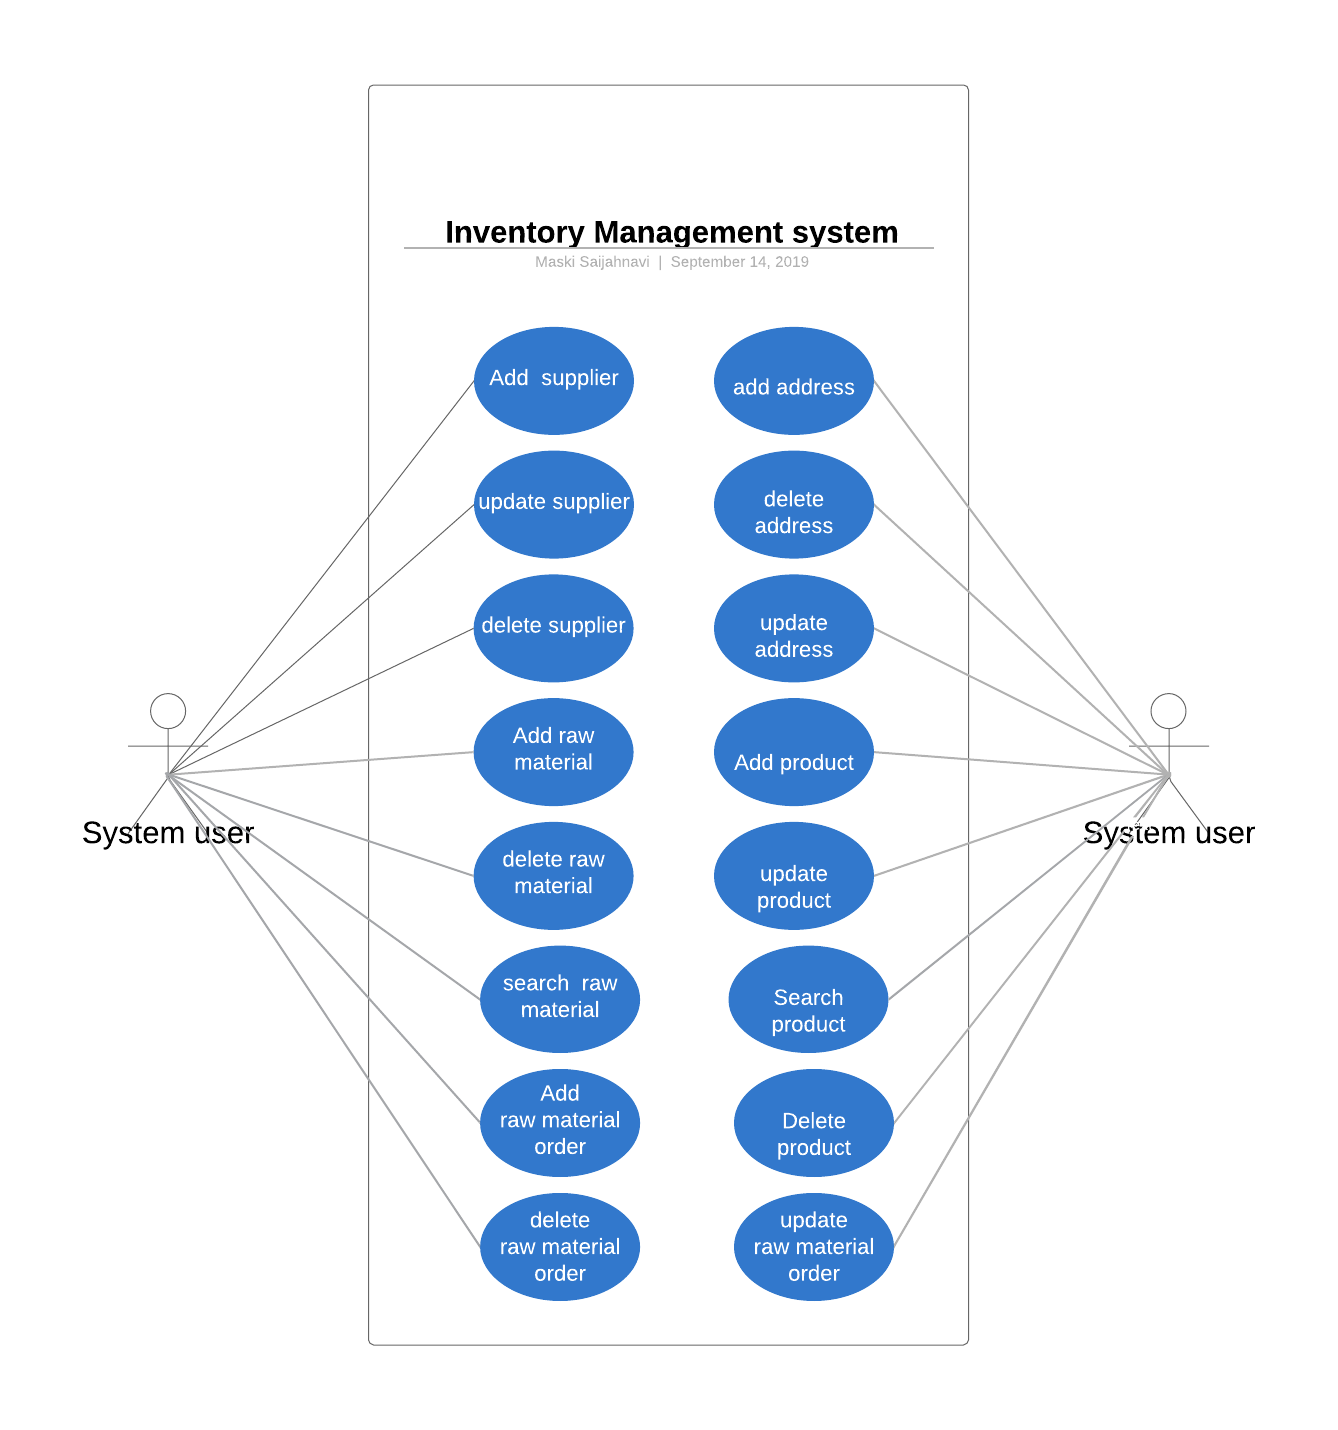 Inventory Management system
Maski Saijahnavi | September 14, 2019
Add supplier
add address
update supplier
delete
address
delete supplier
update
address
Add raw
material
Add product
System user
System user
delete raw
material
update
product
search raw
material
Search
product
Add
raw material
order
Delete
product
delete
raw material
order
update
raw material
order